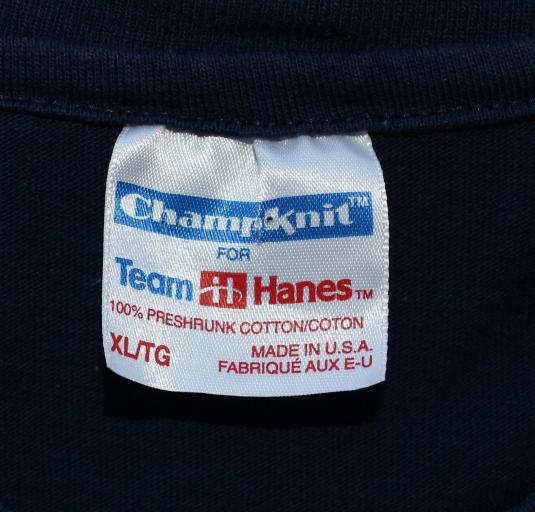 ChampKnit™
FOR
Team H Hanes™
100% PRESHRUNK COTTON/COTON
XL/TG
MADE IN U.S.A.
FABRIQUÉ AUX E-U